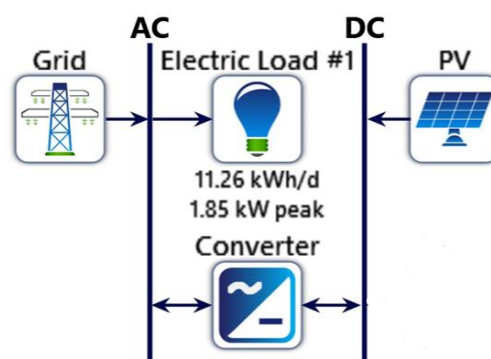 AC DC
Grid Electric Load #1 PV
11.26 kWh/d
1.85 kW peak
Converter